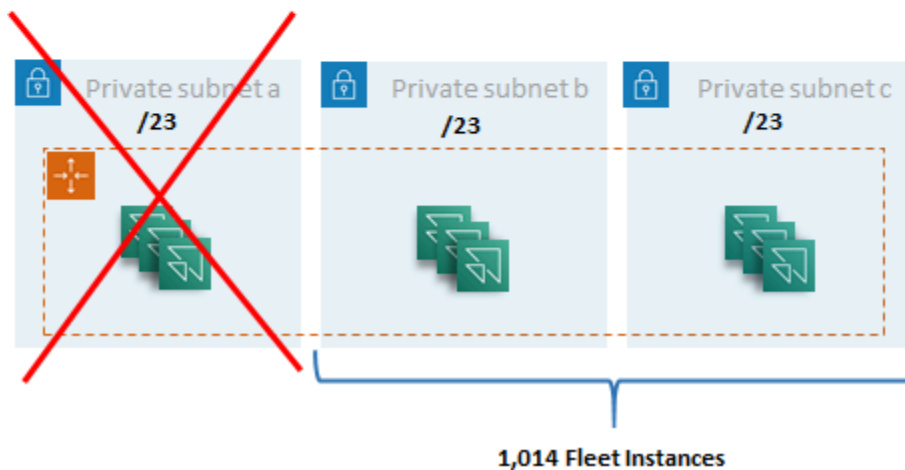 Private subnet a
/23
Private subnet b
/23
Private subnet c
/23
1,014 Fleet Instances